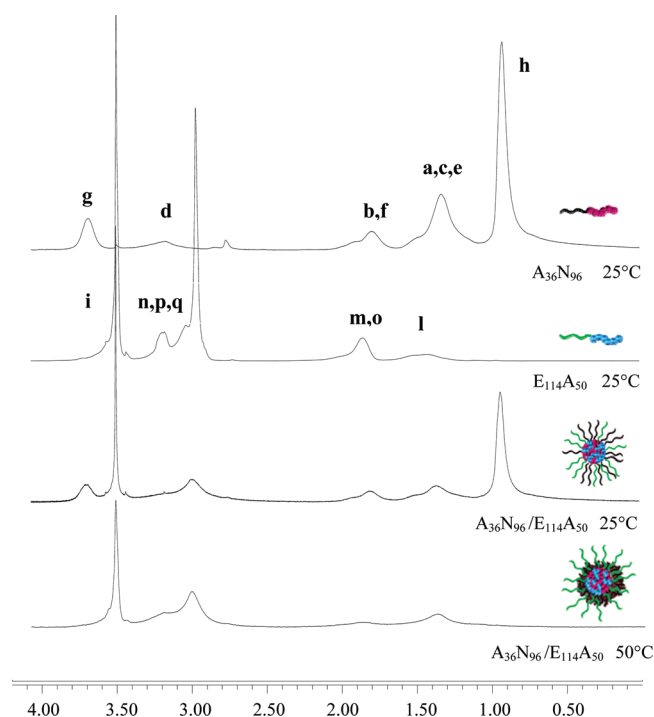 h
a,c,e
g
d
b,f
A₃₆N₉₆ 25°C
i
n,p,q
m,o
l
E₁₁₄A₅₀ 25°C
A₃₆N₉₆/E₁₁₄A₅₀ 25°C
A₃₆N₉₆/E₁₁₄A₅₀ 50°C
4.00 3.50 3.00 2.50 2.00 1.50 1.00 0.50